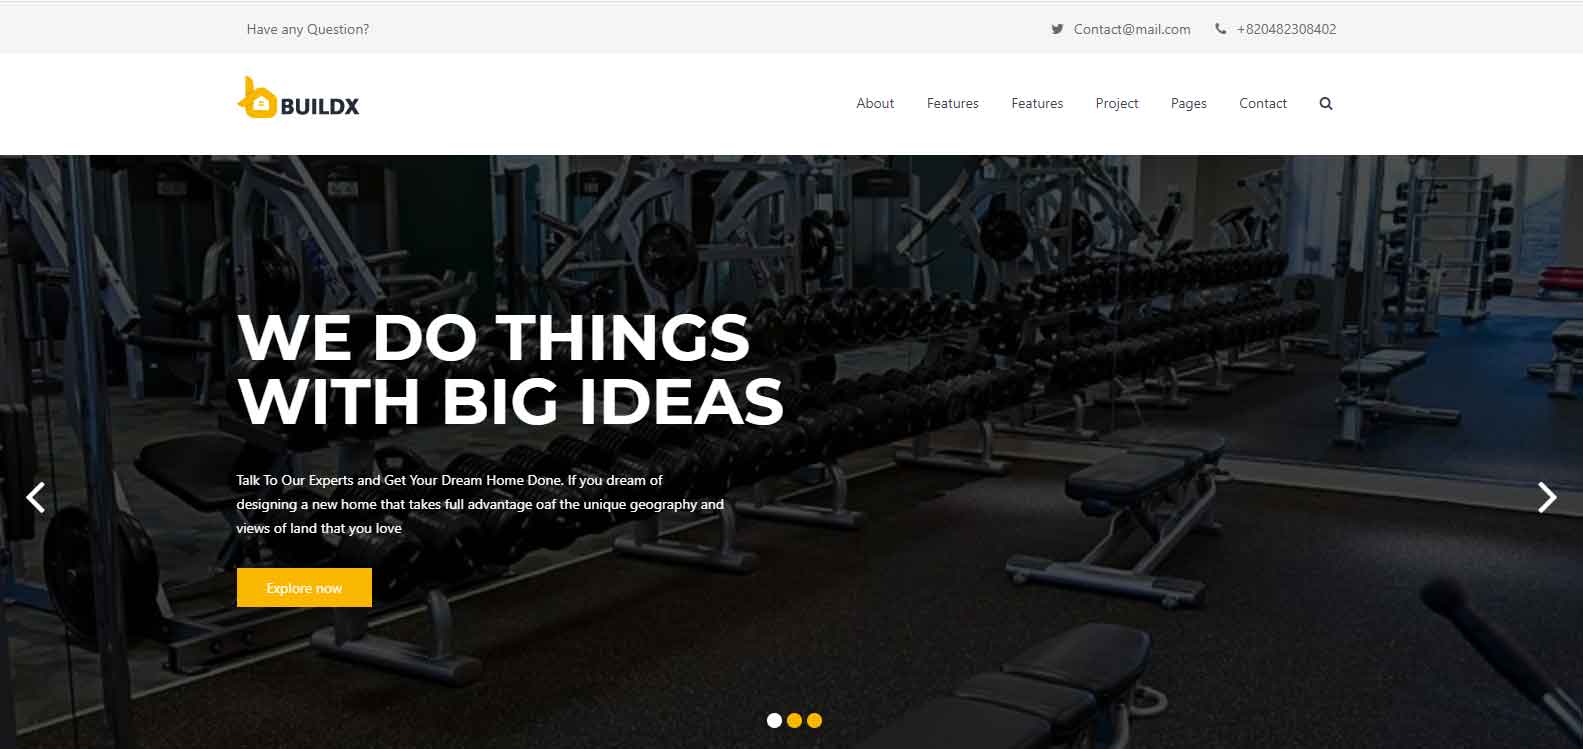 Have any Question?
Contact@mail.com
+820482308402
BUILDX
About
Features
Features
Project
Pages
Contact
WE DO THINGS
WITH BIG IDEAS
Talk To Our Experts and Get Your Dream Home Done. If you dream of
designing a new home that takes full advantage oaf the unique geography and
views of land that you love
Explore now